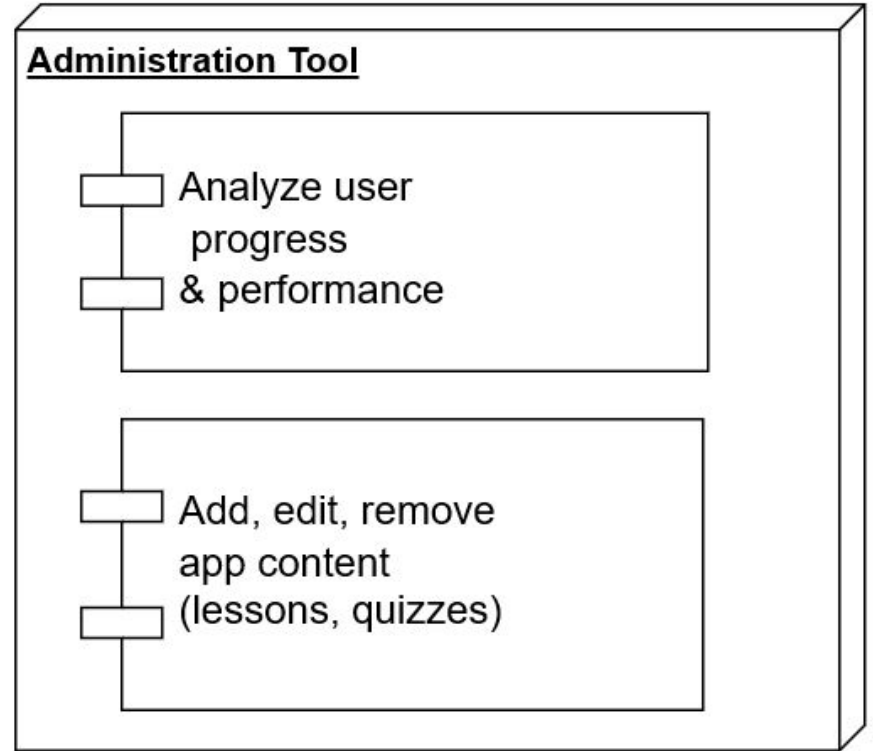 Administration Tool
Analyze user
progress
& performance
Add, edit, remove
app content
(lessons, quizzes)